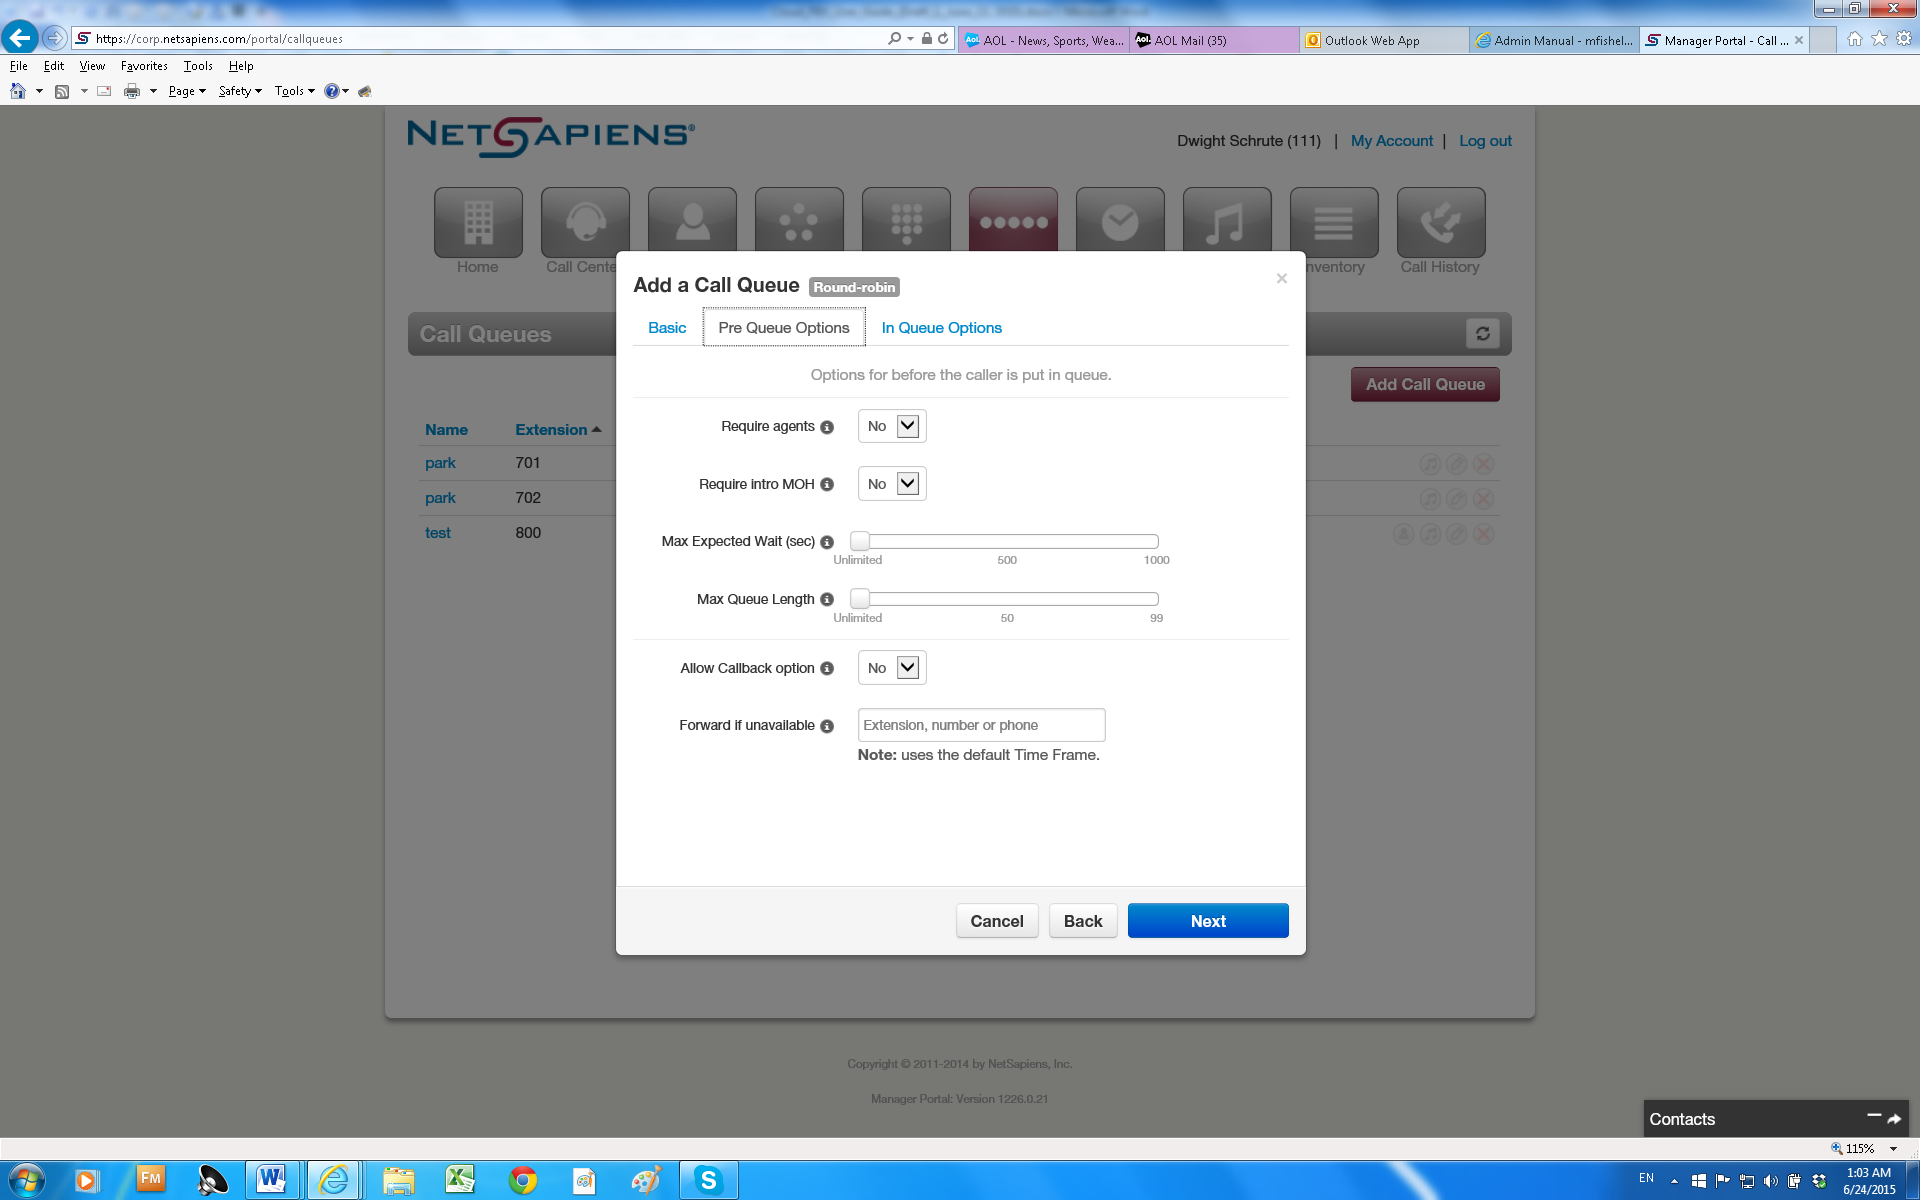 https://corp.netsapiens.com/portal/callqueues
AOL - News, Sports, Wea...
AOL Mail (35)
Outlook Web App
Admin Manual - mfishel...
Manager Portal - Call ...
File Edit View Favorites Tools Help
Page Safety Tools
NETSAPIENS®
Dwight Schrute (111) | My Account | Log out
Home
Call Cente
nventory
Call History
Add a Call Queue Round-robin
Basic
Pre Queue Options
In Queue Options
Call Queues
Options for before the caller is put in queue.
Add Call Queue
Name Extension
park 701
park 702
test 800
Require agents No
Require intro MOH No
Max Expected Wait (sec)
Unlimited 500 1000
Max Queue Length
Unlimited 50 99
Allow Callback option No
Forward if unavailable Extension, number or phone
Note: uses the default Time Frame.
Cancel Back Next
Copyright © 2011-2014 by NetSapiens, Inc.
Manager Portal: Version 1226.0.21
Contacts
115%
FM
EN
1:03 AM
6/24/2015